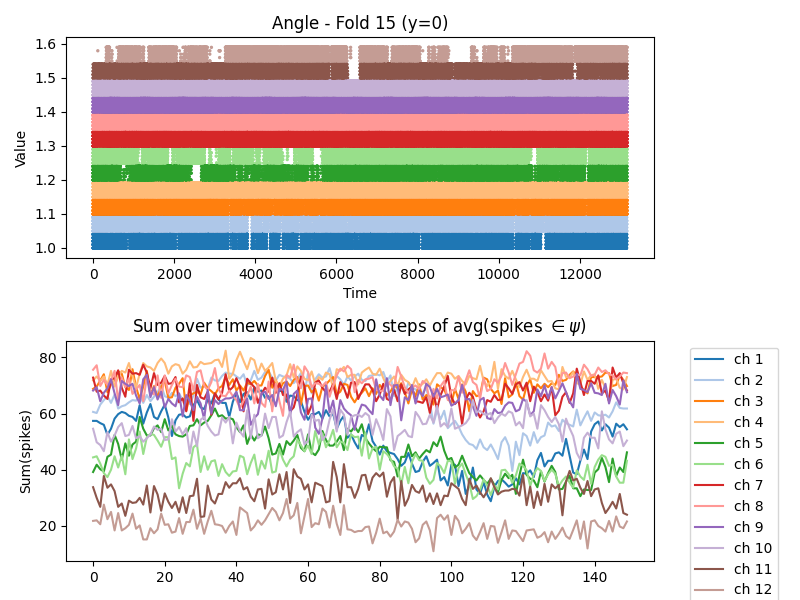 Angle - Fold 15 (y=0)
Value
1.6
1.5
1.4
1.3
1.2
1.1
1.0
0 2000 4000 6000 8000 10000 12000
Time
Sum over timewindow of 100 steps of avg(spikes ∈ ψ)
Sum(spikes)
80
60
40
20
0 20 40 60 80 100 120 140
ch 1
ch 2
ch 3
ch 4
ch 5
ch 6
ch 7
ch 8
ch 9
ch 10
ch 11
ch 12